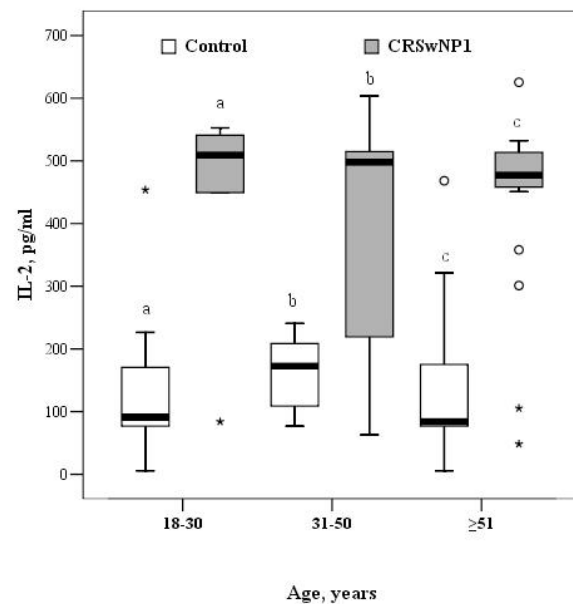 700
Control
CRSwNP1
600
a
b
c
500
400
300
a
b
c
200
100
0
IL-2, pg/ml
18-30
31-50
≥51
Age, years